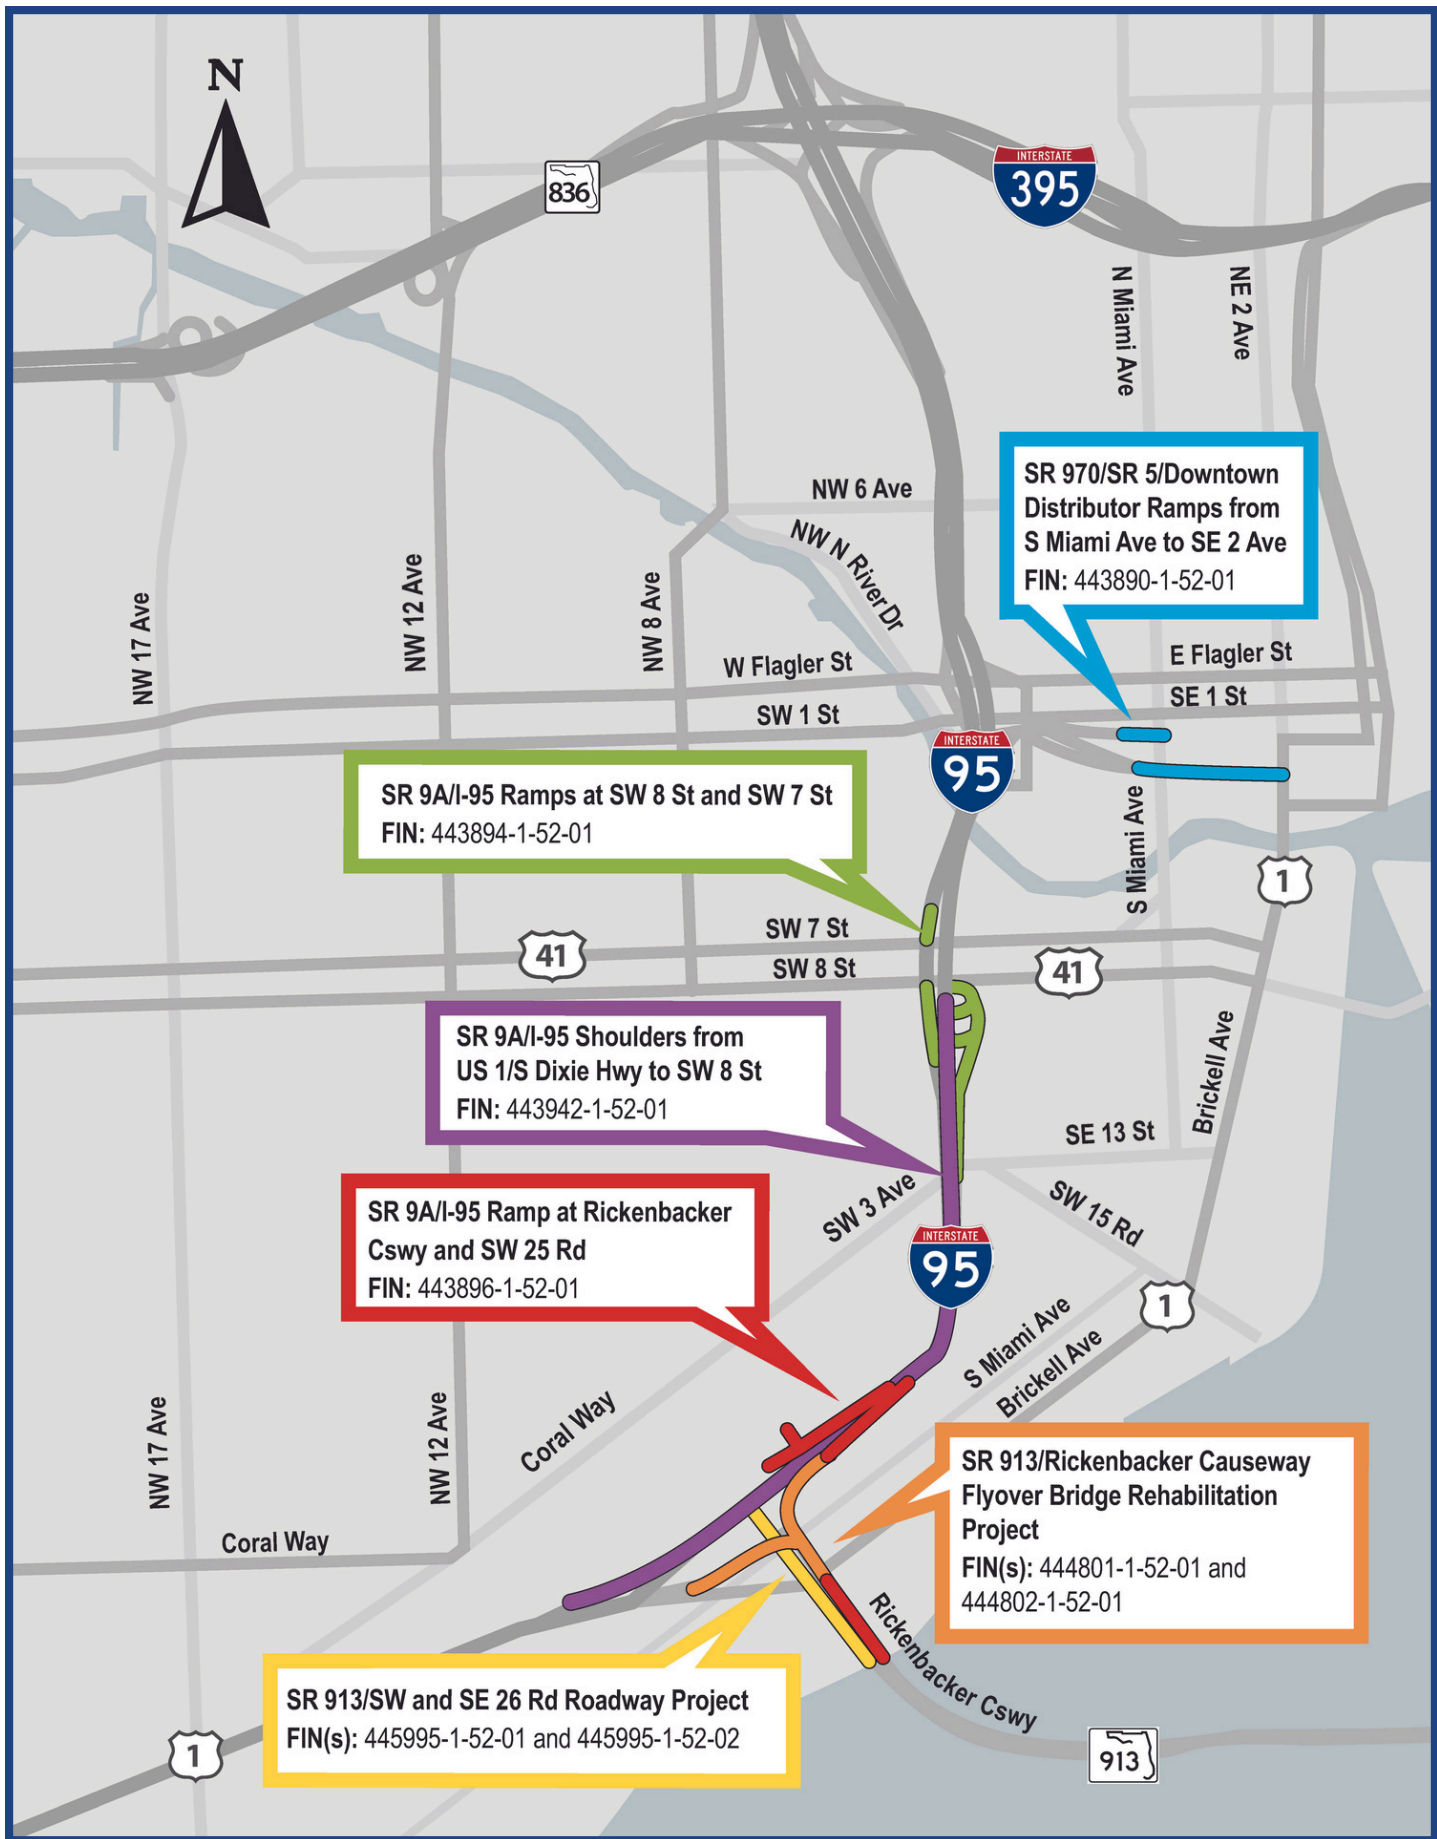 N
836
INTERSTATE
395
N Miami Ave
NE 2 Ave
SR 970/SR 5/Downtown
Distributor Ramps from
S Miami Ave to SE 2 Ave
FIN: 443890-1-52-01
NW 6 Ave
NW N River Dr
NW 17 Ave
NW 12 Ave
NW 8 Ave
W Flagler St
E Flagler St
SW 1 St
SE 1 St
INTERSTATE
95
SR 9A/I-95 Ramps at SW 8 St and SW 7 St
FIN: 443894-1-52-01
S Miami Ave
1
SW 7 St
41
SW 8 St
41
SR 9A/I-95 Shoulders from
US 1/S Dixie Hwy to SW 8 St
FIN: 443942-1-52-01
Brickell Ave
SE 13 St
SW 3 Ave
SW 15 Rd
SR 9A/I-95 Ramp at Rickenbacker
Cswy and SW 25 Rd
FIN: 443896-1-52-01
INTERSTATE
95
1
S Miami Ave
Brickell Ave
NW 17 Ave
NW 12 Ave
Coral Way
Coral Way
SR 913/Rickenbacker Causeway
Flyover Bridge Rehabilitation
Project
FIN(s): 444801-1-52-01 and
444802-1-52-01
Rickenbacker Cswy
SR 913/SW and SE 26 Rd Roadway Project
FIN(s): 445995-1-52-01 and 445995-1-52-02
1
913